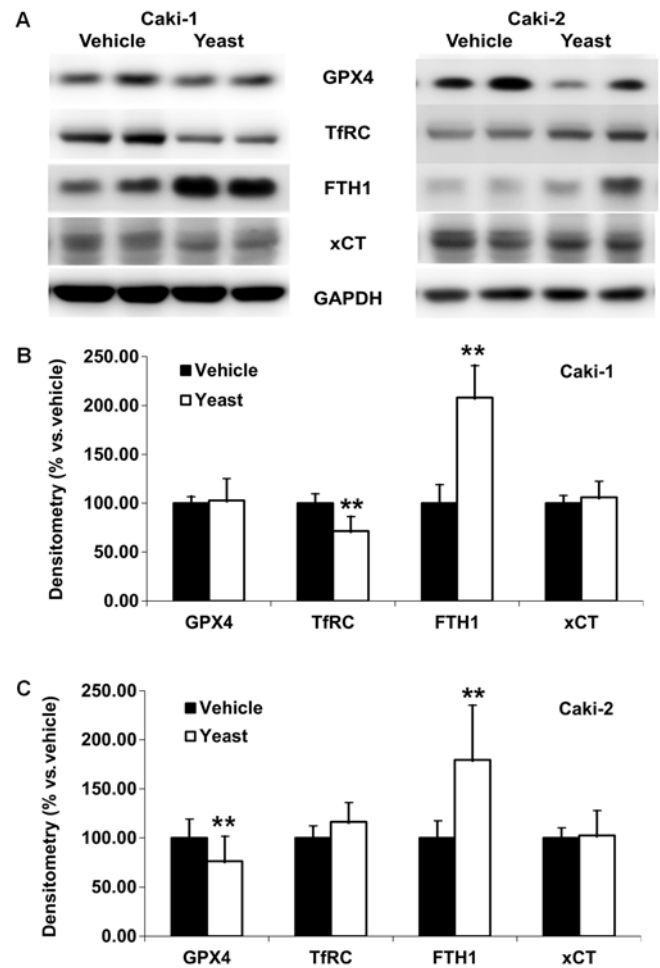 A
Caki-1
Caki-2
Vehicle Yeast
Vehicle Yeast
GPX4
TfRC
FTH1
xCT
GAPDH
B
250.00
200.00
150.00
100.00
50.00
0.00
Densitometry (% vs. vehicle)
Vehicle
Yeast
Caki-1
**
**
GPX4 TfRC FTH1 xCT
C
250.00
200.00
150.00
100.00
50.00
0.00
Densitometry (% vs. vehicle)
Vehicle
Yeast
Caki-2
**
**
GPX4 TfRC FTH1 xCT